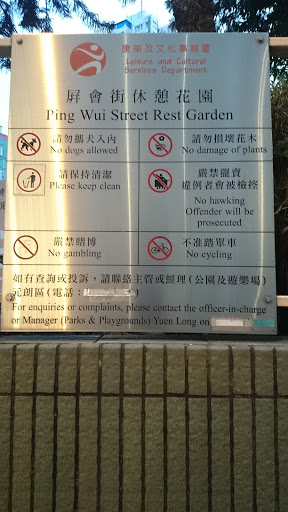 康樂及文化事務署
Leisure and Cultural
Services Department
屏會街休憩花園
Ping Wui Street Rest Garden
請勿攜犬入內
No dogs allowed
請勿損壞花木
No damage of plants
請保持清潔
Please keep clean
嚴禁擺賣
違例者會被檢控
No hawking
Offender will be
prosecuted
嚴禁賭博
No gambling
不准踏單車
No cycling
如有查詢或投訴，請聯絡主管或經理(公園及遊樂場)
元朗區(電話：
For enquiries or complaints, please contact the officer-in-charge
or Manager (Parks & Playgrounds) Yuen Long on